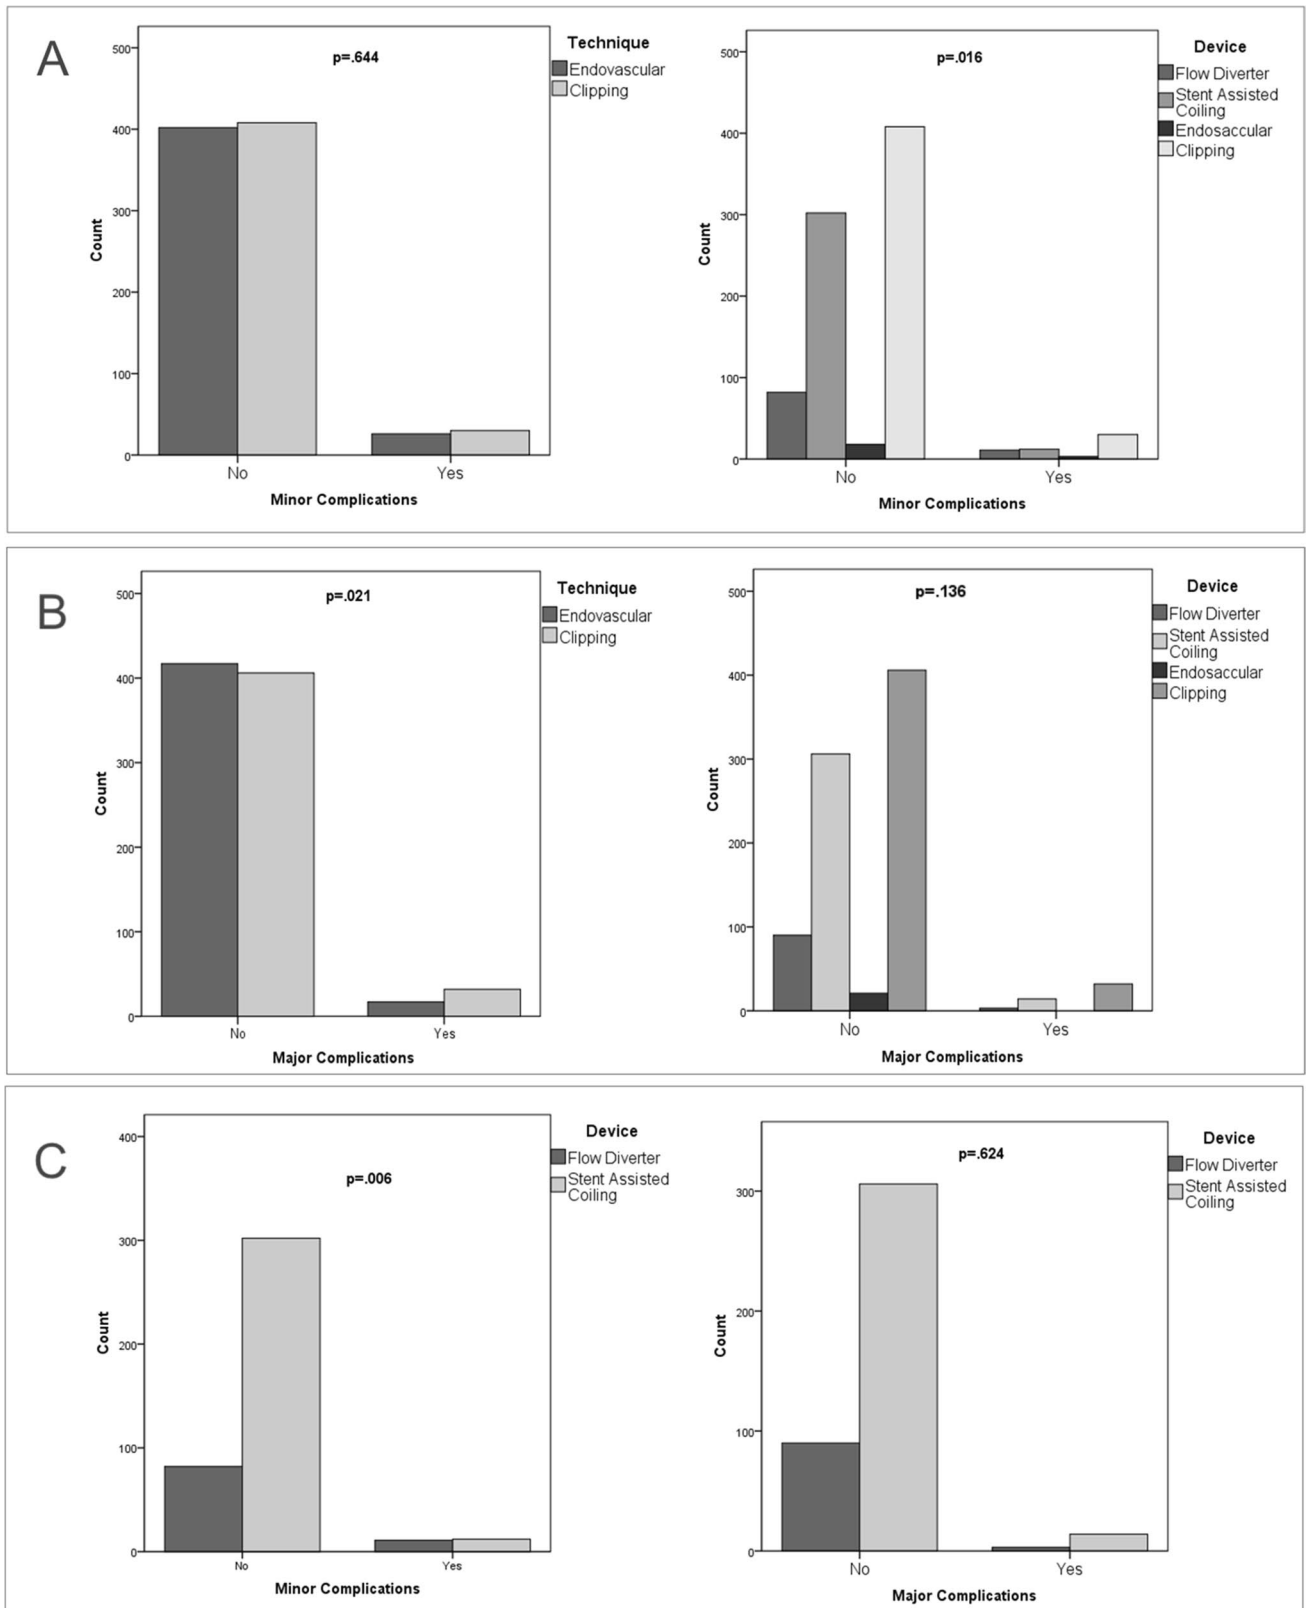 A
p=.644
Technique
Endovascular
Clipping
500
400
300
200
100
0
Count
No
Yes
Minor Complications
p=.016
Device
Flow Diverter
Stent Assisted
Coiling
Endosaccular
Clipping
500
400
300
200
100
0
Count
No
Yes
Minor Complications
B
p=.021
Technique
Endovascular
Clipping
500
400
300
200
100
0
Count
No
Yes
Major Complications
p=.136
Device
Flow Diverter
Stent Assisted
Coiling
Endosaccular
Clipping
500
400
300
200
100
0
Count
No
Yes
Major Complications
C
p=.006
Device
Flow Diverter
Stent Assisted
Coiling
400
300
200
100
0
Count
No
Yes
Minor Complications
p=.624
Device
Flow Diverter
Stent Assisted
Coiling
300
200
100
0
Count
No
Yes
Major Complications